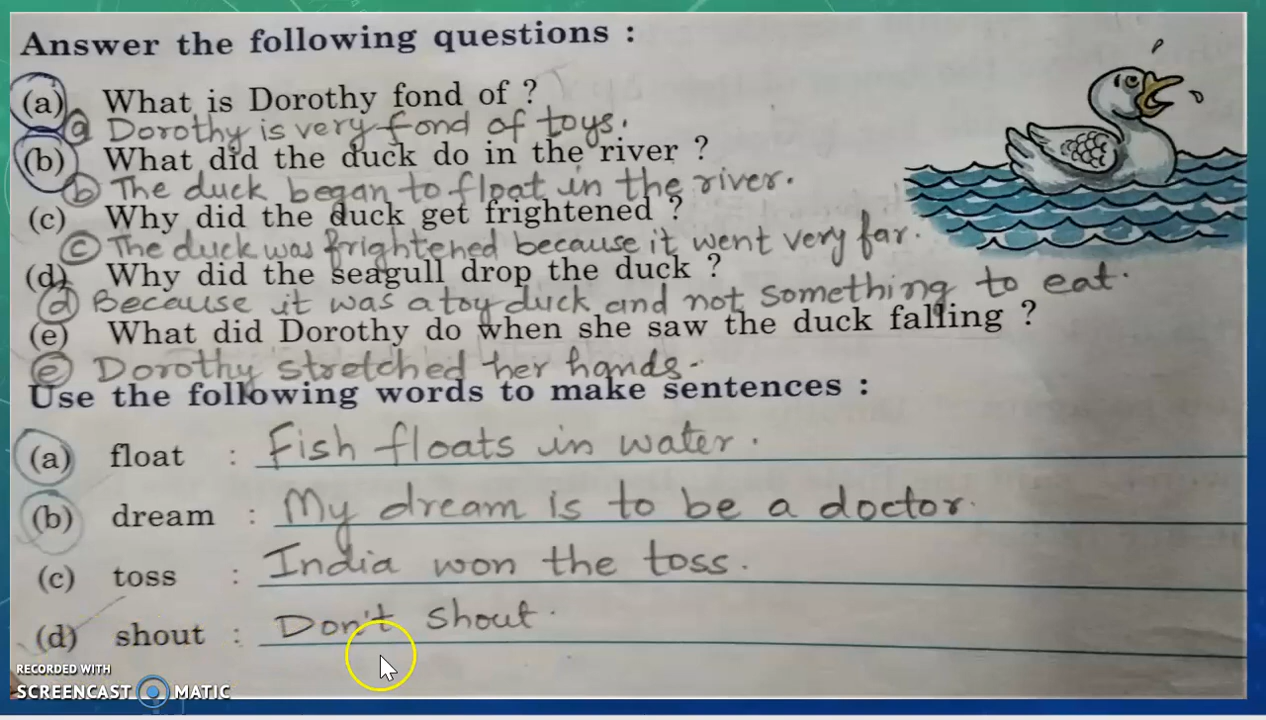 Answer the following questions :
(a) What is Dorothy fond of ?
(a) Dorothy is very fond of toys.
(b) What did the duck do in the river ?
(b) The duck began to float in the river.
(c) Why did the duck get frightened ?
(c) The duck was frightened because it went very far.
(d) Why did the seagull drop the duck ?
(d) Because it was a toy duck and not something to eat.
(e) What did Dorothy do when she saw the duck falling ?
(e) Dorothy stretched her hands.
Use the following words to make sentences :
(a) float : Fish floats in water.
(b) dream : My dream is to be a doctor.
(c) toss : India won the toss.
(d) shout : Don't shout.
RECORDED WITH
SCREENCAST MATIC